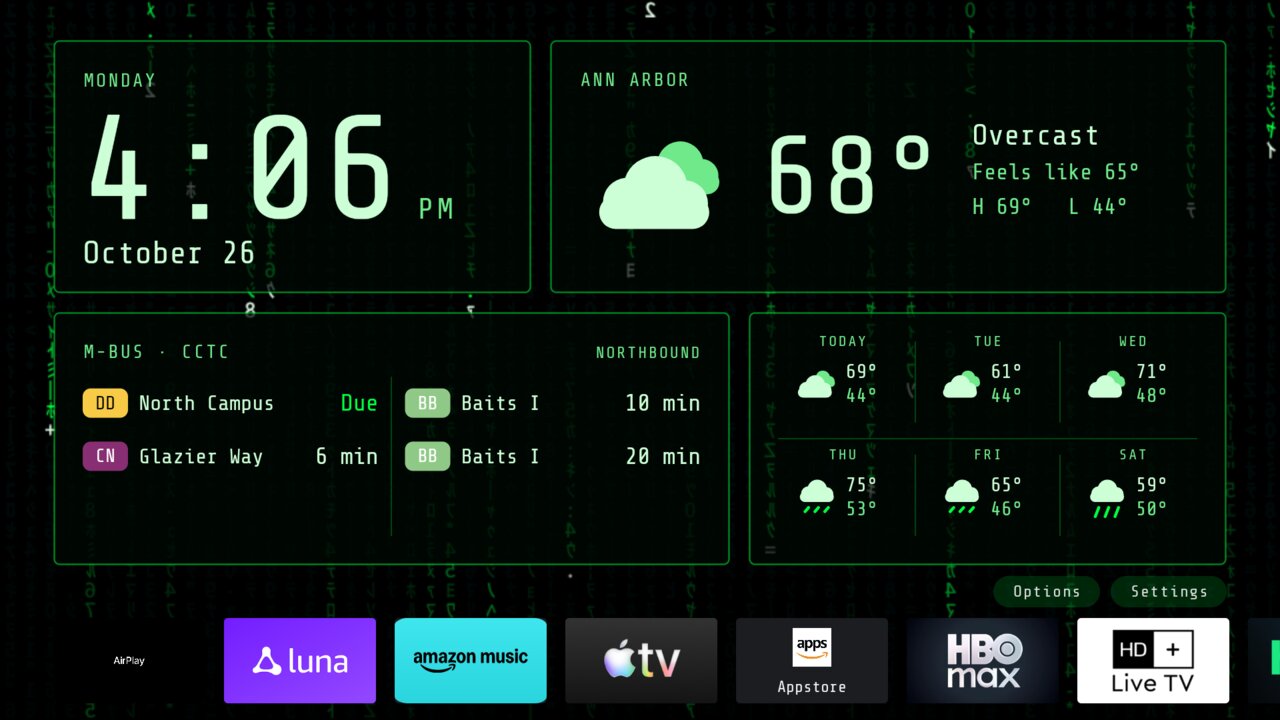 MONDAY
4:06 PM
October 26
ANN ARBOR
68°
Overcast
Feels like 65°
H 69° L 44°
M-BUS · CCTC
NORTHBOUND
DD North Campus Due
CN Glazier Way 6 min
BB Baits I 10 min
BB Baits I 20 min
TODAY
69°
44°
TUE
61°
44°
WED
71°
48°
THU
75°
53°
FRI
65°
46°
SAT
59°
50°
Options
Settings
AirPlay
luna
amazon music
tv
apps
Appstore
HBO
max
HD +
Live TV